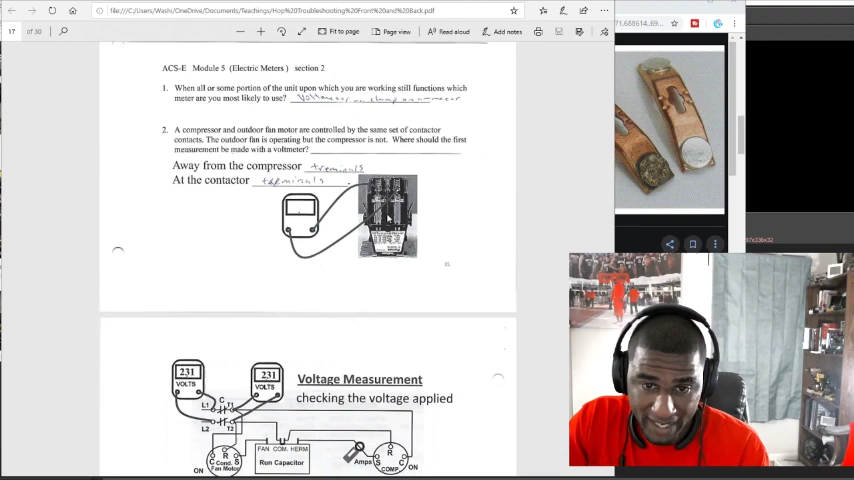 file:///C:/Users/Washi/OneDrive/Documents/Teachings/Hop%20Troubleshooting%20Front%20and%20Back.pdf
17 of 30
Fit to page
Page view
Read aloud
Add notes
ACS-E Module 5 (Electric Meters ) section 2
1. When all or some portion of the unit upon which you are working still functions which
meter are you most likely to use? Voltmeter or clamp on
2. A compressor and outdoor fan motor are controlled by the same set of contactor
contacts. The outdoor fan is operating but the compressor is not. Where should the first
measurement be made with a voltmeter?
Away from the compressor treminals
At the contactor terminals
231
VOLTS
231
VOLTS
Voltage Measurement
checking the voltage applied
C
L1
T1
L2
T2
R
C
S
Cond.
Fan Motor
ON
FAN COM. HERM
Run Capacitor
Amps
R
S
C
COMP.
ON